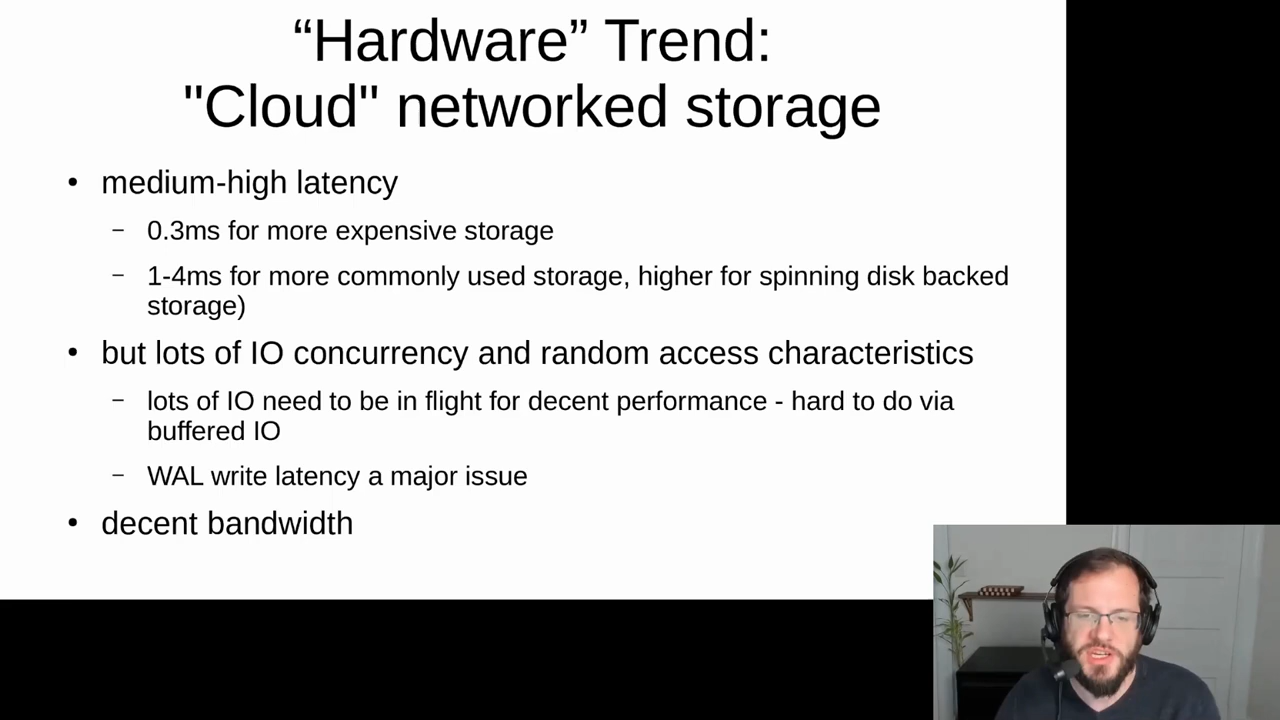 “Hardware” Trend:
"Cloud" networked storage
• medium-high latency
– 0.3ms for more expensive storage
– 1-4ms for more commonly used storage, higher for spinning disk backed
storage)
• but lots of IO concurrency and random access characteristics
– lots of IO need to be in flight for decent performance - hard to do via
buffered IO
– WAL write latency a major issue
• decent bandwidth